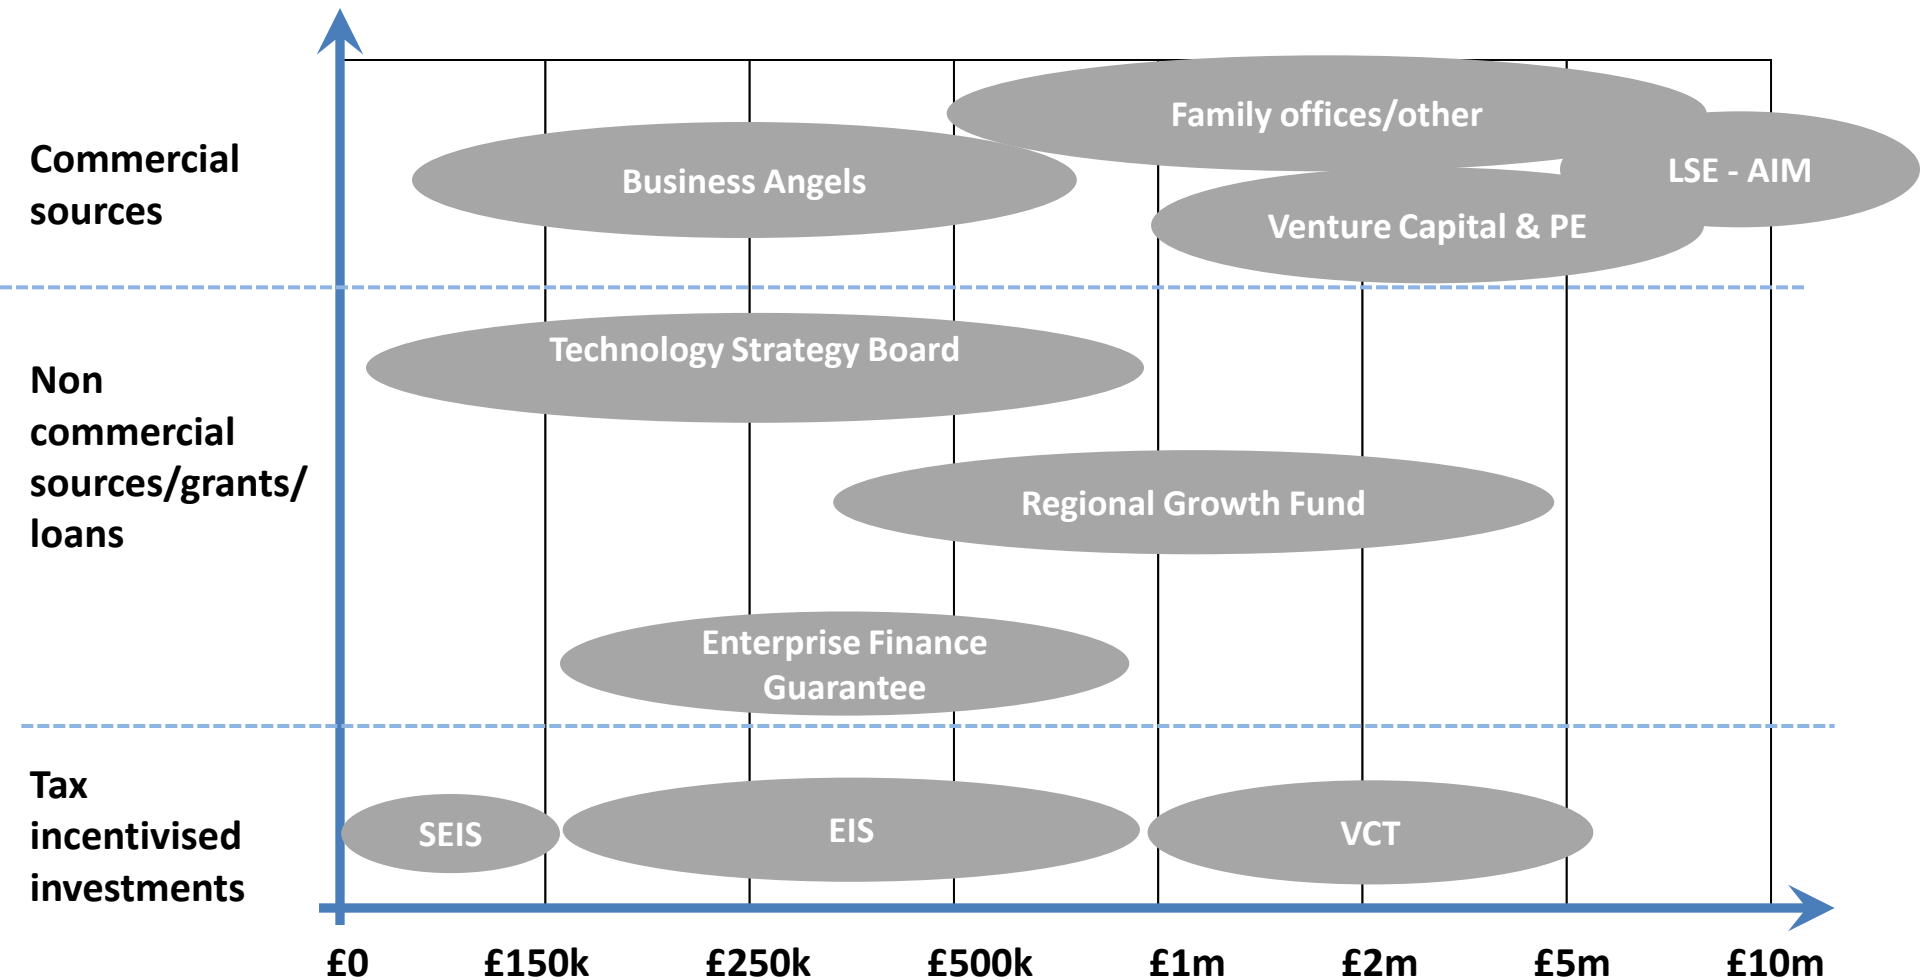 Commercial
sources
Family offices/other
Business Angels
LSE - AIM
Venture Capital & PE
Non
commercial
sources/grants/
loans
Technology Strategy Board
Regional Growth Fund
Enterprise Finance
Guarantee
Tax
incentivised
investments
SEIS
EIS
VCT
£0
£150k
£250k
£500k
£1m
£2m
£5m
£10m